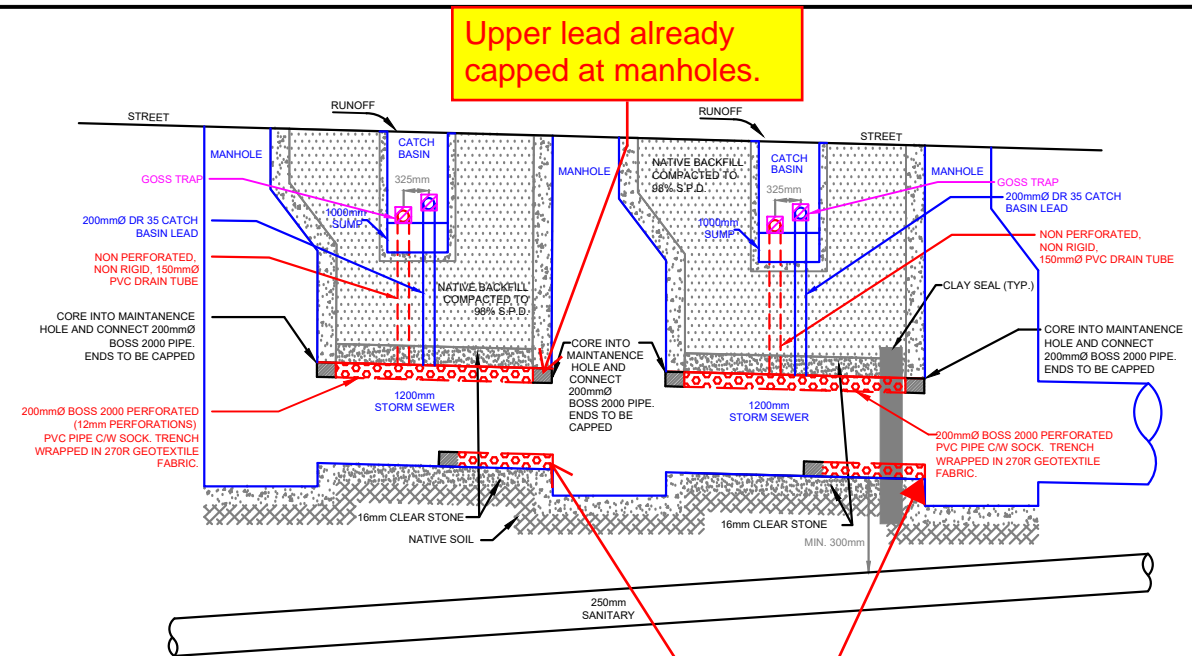 Upper lead already
capped at manholes.
STREET
RUNOFF
MANHOLE
CATCH
BASIN
325mm
GOSS TRAP
1000mm
SUMP
200mmØ DR 35 CATCH
BASIN LEAD
NON PERFORATED,
NON RIGID, 150mmØ
PVC DRAIN TUBE
NATIVE BACKFILL
COMPACTED TO
98% S.P.D.
CORE INTO MAINTANENCE
HOLE AND CONNECT 200mmØ
BOSS 2000 PIPE.
ENDS TO BE CAPPED
200mmØ BOSS 2000 PERFORATED
(12mm PERFORATIONS)
PVC PIPE C/W SOCK. TRENCH
WRAPPED IN 270R GEOTEXTILE
FABRIC.
1200mm
STORM SEWER
16mm CLEAR STONE
NATIVE SOIL
MANHOLE
CORE INTO
MAINTANENCE
HOLE AND
CONNECT
200mmØ
BOSS 2000 PIPE.
ENDS TO BE
CAPPED
RUNOFF
STREET
NATIVE BACKFILL
COMPACTED TO
98% S.P.D.
CATCH
BASIN
325mm
1000mm
SUMP
MANHOLE
GOSS TRAP
200mmØ DR 35 CATCH
BASIN LEAD
NON PERFORATED,
NON RIGID,
150mmØ
PVC DRAIN TUBE
CLAY SEAL (TYP.)
CORE INTO MAINTANENCE
HOLE AND CONNECT
200mmØ BOSS 2000 PIPE.
ENDS TO BE CAPPED
1200mm
STORM SEWER
200mmØ BOSS 2000 PERFORATED
PVC PIPE C/W SOCK. TRENCH
WRAPPED IN 270R GEOTEXTILE
FABRIC.
16mm CLEAR STONE
MIN. 300mm
250mm
SANITARY